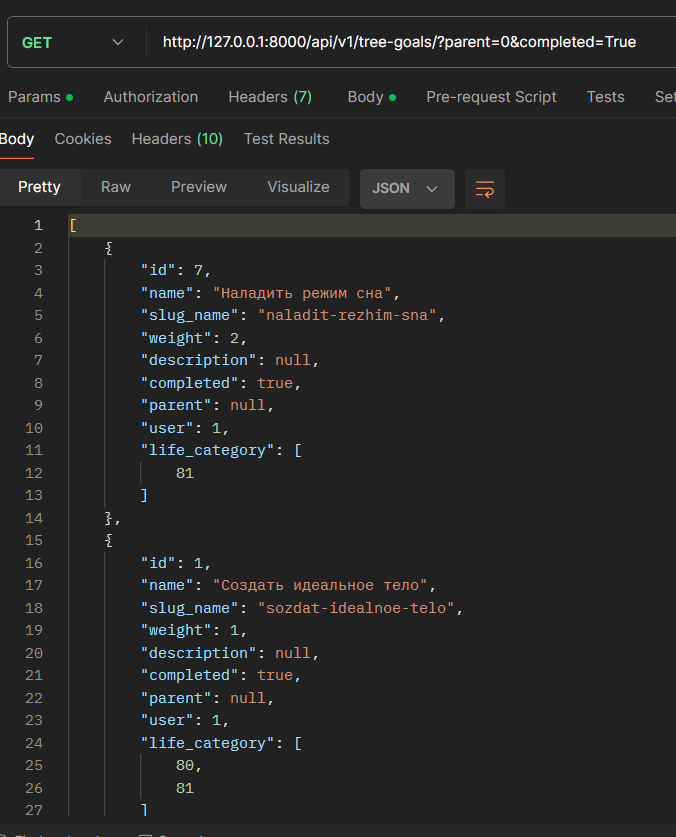 GET http://127.0.0.1:8000/api/v1/tree-goals/?parent=0&completed=True
Params Authorization Headers (7) Body Pre-request Script Tests
Body Cookies Headers (10) Test Results
Pretty Raw Preview Visualize JSON
1 [
2 {
3 "id": 7,
4 "name": "Наладить режим сна",
5 "slug_name": "naladit-rezhim-sna",
6 "weight": 2,
7 "description": null,
8 "completed": true,
9 "parent": null,
10 "user": 1,
11 "life_category": [
12 81
13 ]
14 },
15 {
16 "id": 1,
17 "name": "Создать идеальное тело",
18 "slug_name": "sozdat-idealnoe-telo",
19 "weight": 1,
20 "description": null,
21 "completed": true,
22 "parent": null,
23 "user": 1,
24 "life_category": [
25 80,
26 81
27 ]